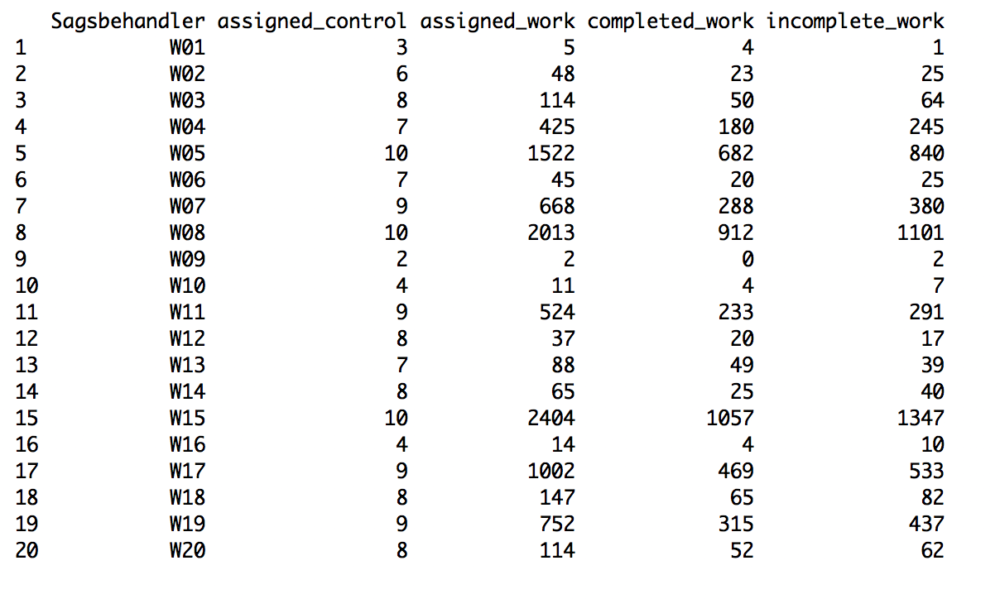 Sagsbehandler assigned_control assigned_work completed_work incomplete_work
1 W01 3 5 4 1
2 W02 6 48 23 25
3 W03 8 114 50 64
4 W04 7 425 180 245
5 W05 10 1522 682 840
6 W06 7 45 20 25
7 W07 9 668 288 380
8 W08 10 2013 912 1101
9 W09 2 2 0 2
10 W10 4 11 4 7
11 W11 9 524 233 291
12 W12 8 37 20 17
13 W13 7 88 49 39
14 W14 8 65 25 40
15 W15 10 2404 1057 1347
16 W16 4 14 4 10
17 W17 9 1002 469 533
18 W18 8 147 65 82
19 W19 9 752 315 437
20 W20 8 114 52 62